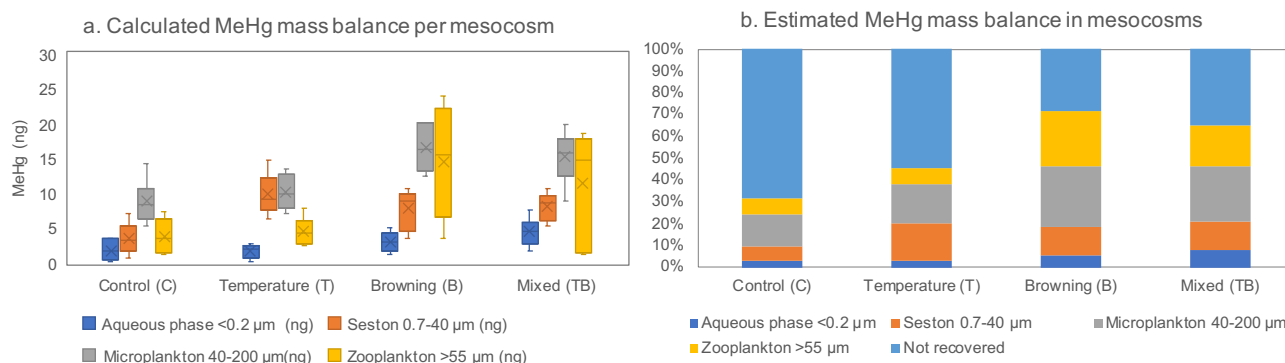 a. Calculated MeHg mass balance per mesocosm
30
25
20
15
10
5
0
MeHg (ng)
Control (C) Temperature (T) Browning (B) Mixed (TB)
Aqueous phase <0.2 µm (ng) Seston 0.7-40 µm (ng)
Microplankton 40-200 µm(ng) Zooplankton >55 µm (ng)
b. Estimated MeHg mass balance in mesocosms
100%
90%
80%
70%
60%
50%
40%
30%
20%
10%
0%
Control (C) Temperature (T) Browning (B) Mixed (TB)
Aqueous phase <0.2 µm Seston 0.7-40 µm Microplankton 40-200 µm
Zooplankton >55 µm Not recovered